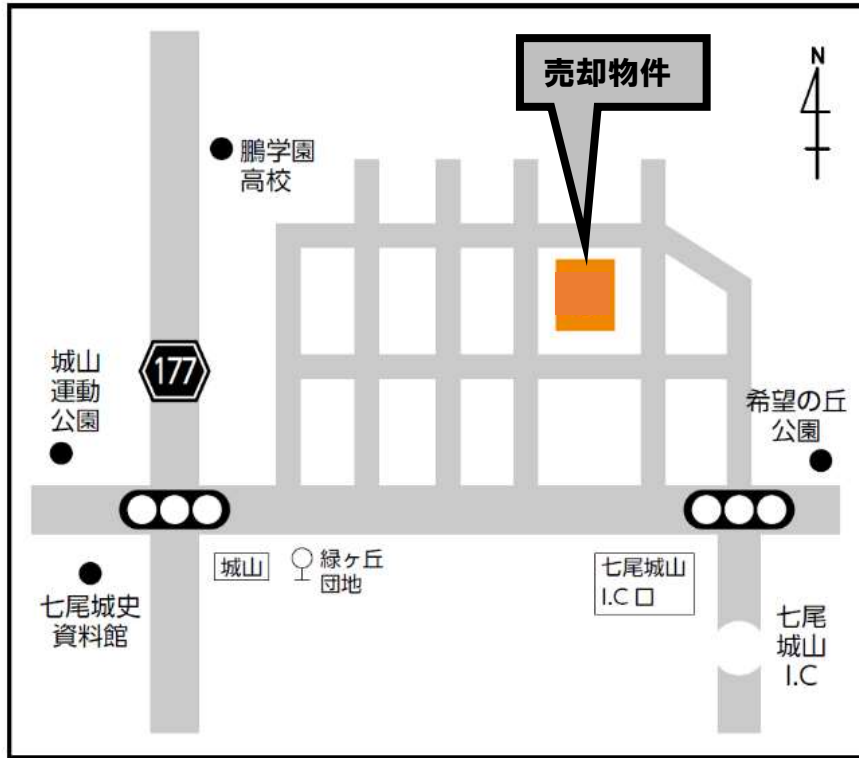 売却物件
N
鵬学園
高校
177
城山
運動
公園
希望の丘
公園
城山
緑ヶ丘
団地
七尾城山
I.C 口
七尾城史
資料館
七尾
城山
I.C